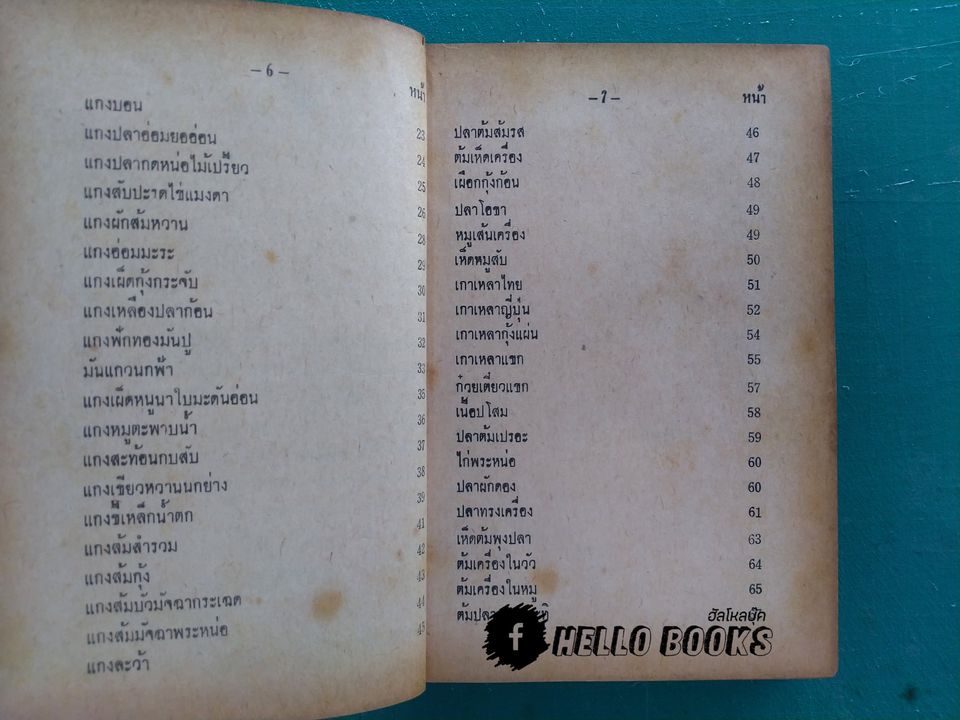 – 6 –
หน้า
แกงบอน 23
แกงปลาอ่อมยอดอ่อน 24
แกงปลากดหน่อไม้เปรี้ยว 25
แกงสับปะรดไข่แมงดา 26
แกงผักส้มหวาน 28
แกงอ่อมมะระ 29
แกงเผ็ดกุ้งกระจับ 30
แกงเหลืองปลาก้อน 31
แกงฟักทองมันปู 32
มันแกวนกฟ้า 33
แกงเผ็ดหนูนาใบมะดันอ่อน 35
แกงหมูตะพาบน้ำ 36
แกงสะท้อนกบสับ 37
แกงเขียวหวานนกย่าง 38
แกงขี้เหล็กน้ำตก 39
แกงส้มสำรวม 41
แกงส้มกุ้ง 42
แกงส้มบัวมัจฉากระเฉด 43
แกงส้มมัจฉาพระหน่อ 44
แกงละว้า 45
–7–
หน้า
ปลาต้มส้มรส 46
ต้มเห็ดเครื่อง 47
เผือกกุ้งก้อน 48
ปลาโอชา 49
หมูเส้นเครื่อง 49
เห็ดหมูสับ 50
เกาเหลาไทย 51
เกาเหลาญี่ปุ่น 52
เกาเหลากุ้งแผ่น 54
เกาเหลาแขก 55
ก๋วยเตี๋ยวแขก 57
เนื้อปโสม 58
ปลาต้มเปรอะ 59
ไก่พระหน่อ 60
ปลาผักดอง 60
ปลาทรงเครื่อง 61
เห็ดต้มพุงปลา 63
ต้มเครื่องในวัว 64
ต้มเครื่องในหมู 65
ฮัลโหลบุ๊ค
f HELLO BOOKS